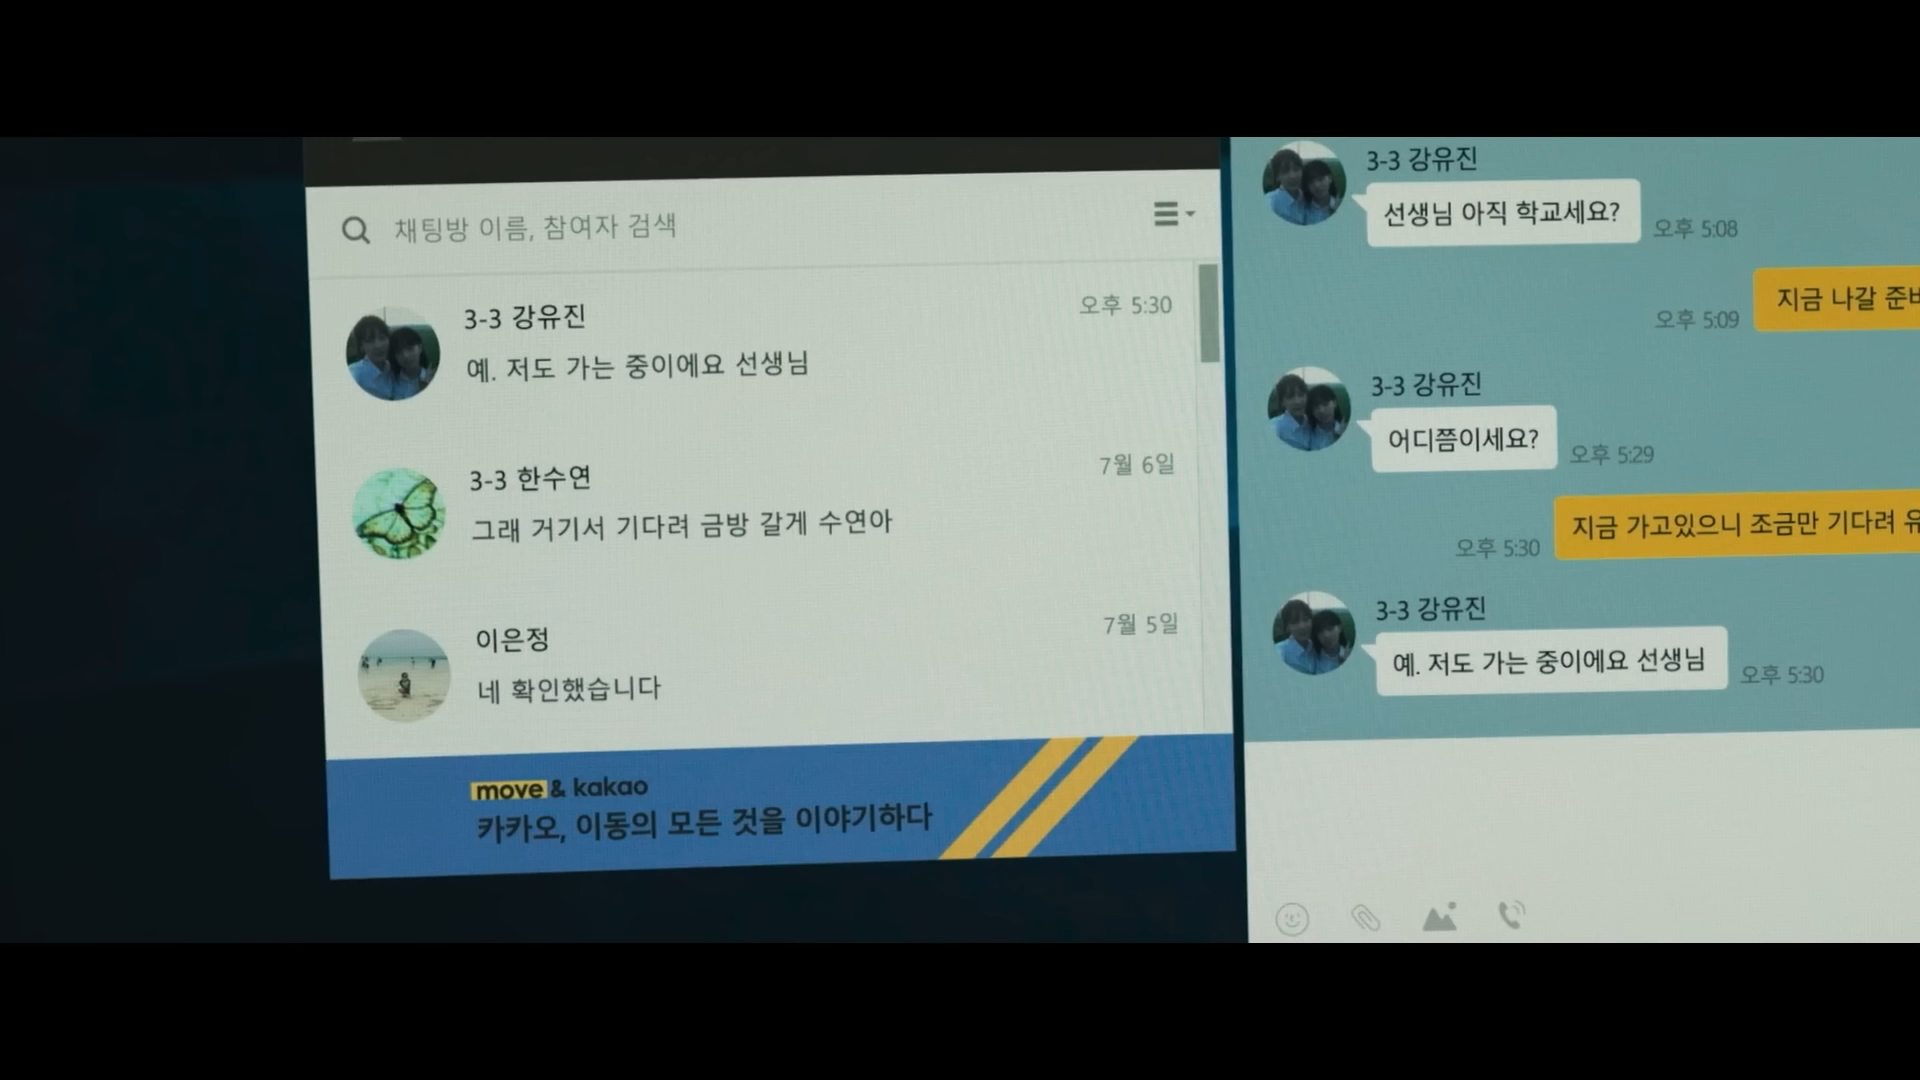 채팅방 이름, 참여자 검색
3-3 강유진
오후 5:30
예. 저도 가는 중이에요 선생님
3-3 한수연
7월 6일
그래 거기서 기다려 금방 갈게 수연아
이은정
7월 5일
네 확인했습니다
move & kakao
카카오, 이동의 모든 것을 이야기하다
3-3 강유진
선생님 아직 학교세요?
오후 5:08
오후 5:09
지금 나갈
3-3 강유진
어디쯤이세요?
오후 5:29
오후 5:30
지금 가고있으니 조금만 기다려
3-3 강유진
예. 저도 가는 중이에요 선생님
오후 5:30